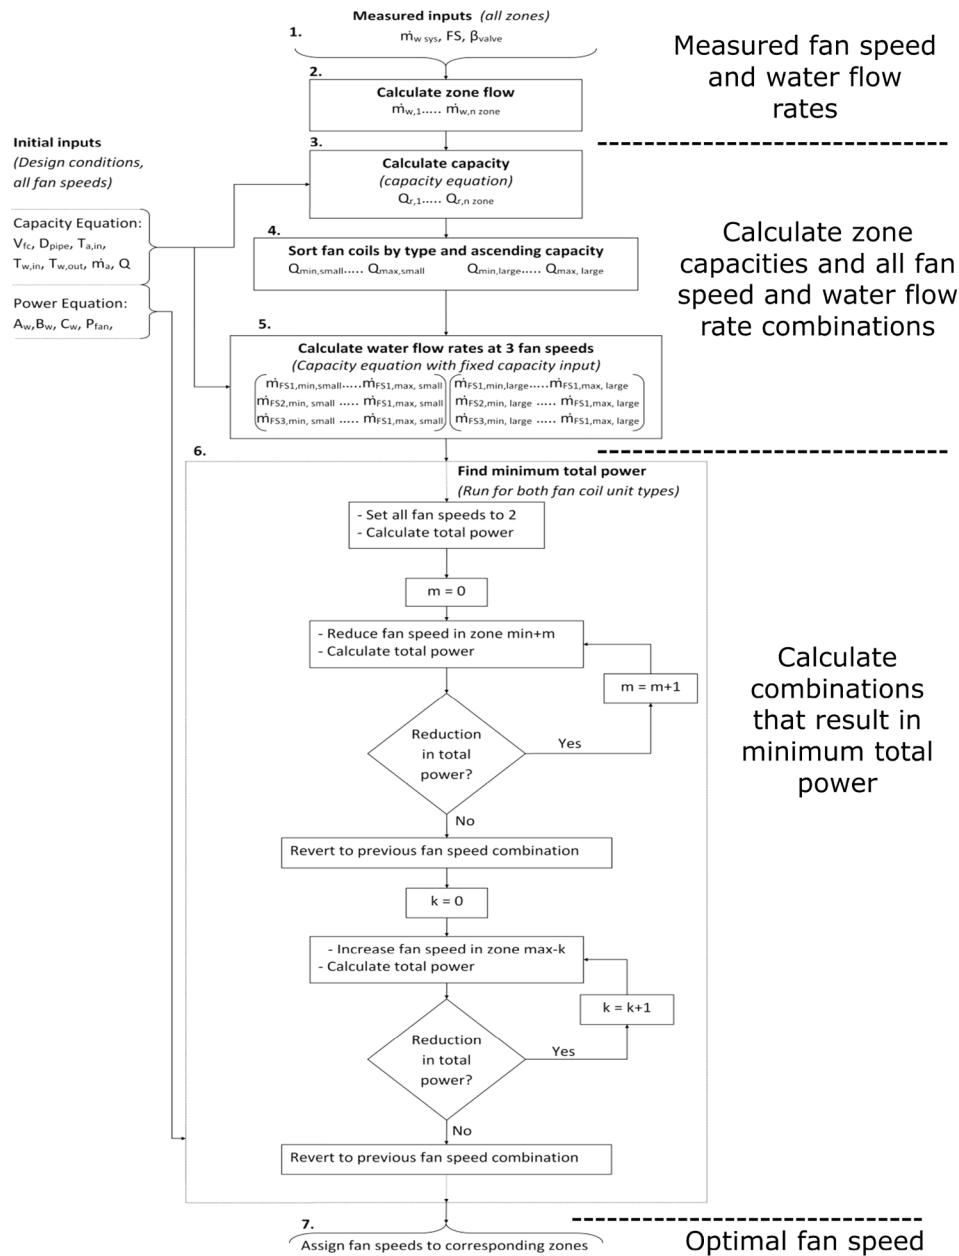 Measured inputs (all zones)
1.
ṁw sys, FS, βvalve
Measured fan speed
and water flow
rates
2.
Calculate zone flow
ṁw,1..... ṁw,n zone
Initial inputs
(Design conditions,
all fan speeds)
3.
Calculate capacity
(capacity equation)
Qr,1..... Qr,n zone
Capacity Equation:
Vfc, Dpipe, Ta,in,
Tw,in, Tw,out, ṁa, Q
Power Equation:
Aw,Bw, Cw, Pfan,
4.
Sort fan coils by type and ascending capacity
Qmin,small..... Qmax,small Qmin,large..... Qmax, large
Calculate zone
capacities and all fan
speed and water flow
rate combinations
5.
Calculate water flow rates at 3 fan speeds
(Capacity equation with fixed capacity input)
ṁFS1,min,small.....ṁFS1,max, small ṁFS1,min,large.....ṁFS1,max, large
ṁFS2,min, small ..... ṁFS1,max, small ṁFS2,min, large ..... ṁFS1,max, large
ṁFS3,min, small ..... ṁFS1,max, small ṁFS3,min, large ..... ṁFS1,max, large
6.
Find minimum total power
(Run for both fan coil unit types)
- Set all fan speeds to 2
- Calculate total power
m = 0
- Reduce fan speed in zone min+m
- Calculate total power
m = m+1
Reduction
in total
power?
Yes
No
Revert to previous fan speed combination
k = 0
- Increase fan speed in zone max-k
- Calculate total power
k = k+1
Reduction
in total
power?
Yes
No
Revert to previous fan speed combination
Calculate
combinations
that result in
minimum total
power
7.
Assign fan speeds to corresponding zones
Optimal fan speed